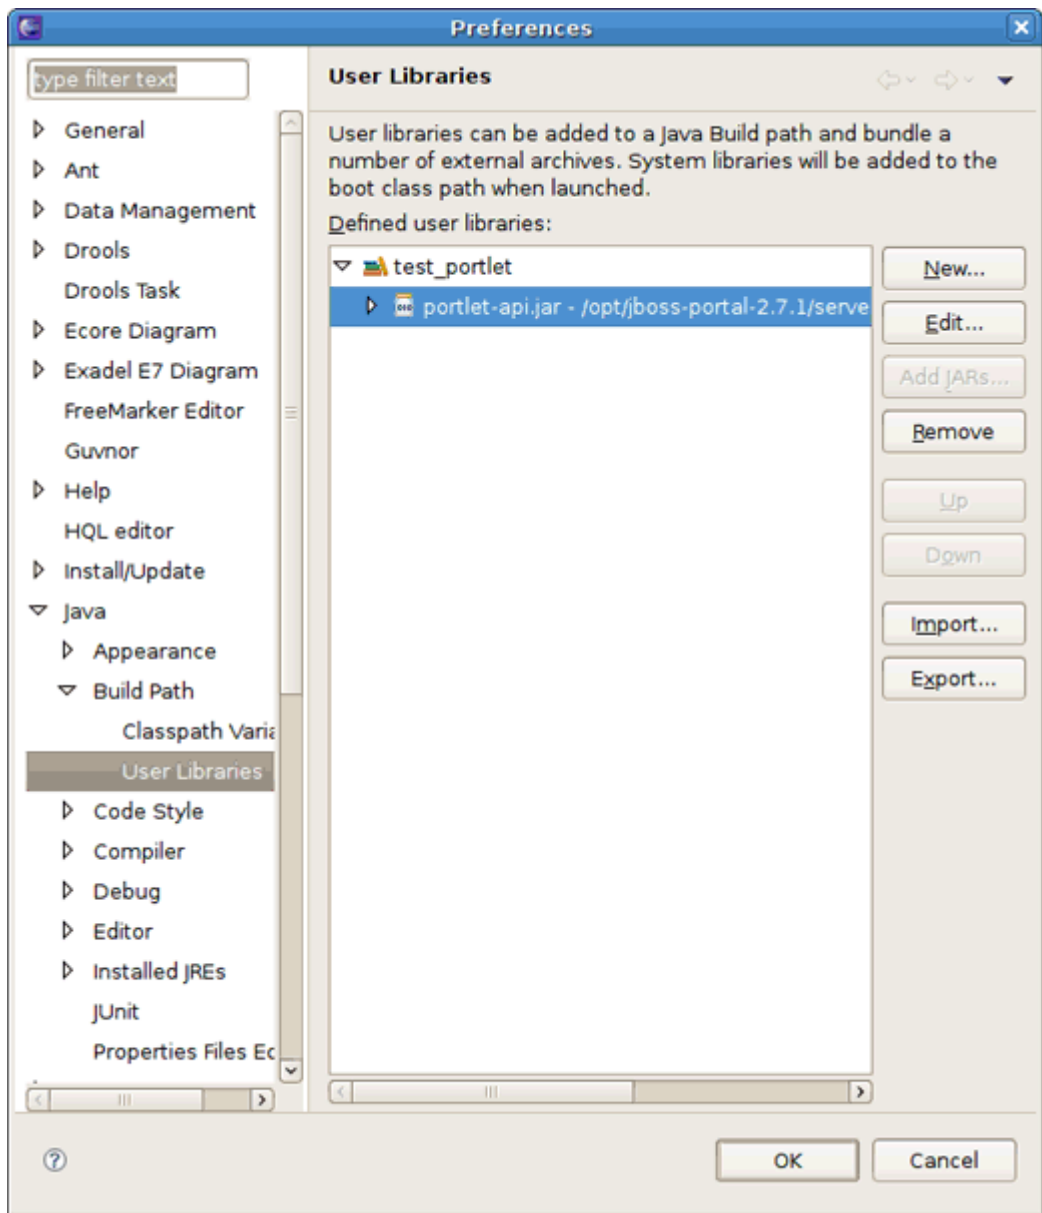 Preferences
type filter text
General
Ant
Data Management
Drools
Drools Task
Ecore Diagram
Exadel E7 Diagram
FreeMarker Editor
Guvnor
Help
HQL editor
Install/Update
Java
Appearance
Build Path
Classpath Varia
User Libraries
Code Style
Compiler
Debug
Editor
Installed JREs
JUnit
Properties Files Ec
User Libraries
User libraries can be added to a Java Build path and bundle a
number of external archives. System libraries will be added to the
boot class path when launched.
Defined user libraries:
test_portlet
portlet-api.jar - /opt/jboss-portal-2.7.1/serve
New...
Edit...
Add JARs...
Remove
Up
Down
Import...
Export...
OK
Cancel